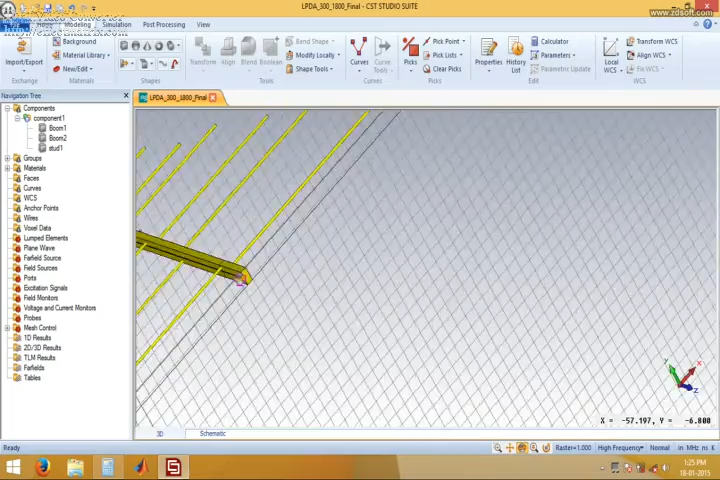 LPDA_300_1800_Final - CST STUDIO SUITE
www.zdsoft.com
Modeling
Simulation
Post Processing
View
Import/Export
Exchange
Background
Material Library
New/Edit
Materials
Shapes
Transform
Align
Blend
Boolean
Bend Shape
Modify Locally
Shape Tools
Tools
Curves
Curve Tools
Curves
Picks
Pick Point
Pick Lists
Clear Picks
Picks
Properties
History List
Calculator
Parameters
Parametric Update
Edit
Local WCS
Transform WCS
Align WCS
Fix WCS
WCS
Navigation Tree
LPDA_300_1800_Final
Components
component1
Boom1
Boom2
stud1
Groups
Materials
Faces
Curves
WCS
Anchor Points
Wires
Voxel Data
Lumped Elements
Plane Wave
Farfield Source
Field Sources
Ports
Excitation Signals
Field Monitors
Voltage and Current Monitors
Probes
Mesh Control
1D Results
2D/3D Results
TLM Results
Farfields
Tables
y
x
z
X = -57.197, Y = -6.800
3D
Schematic
Ready
Raster=1.000
High Frequency
Normal
in MHz ns K
1:25 PM
18-01-2015